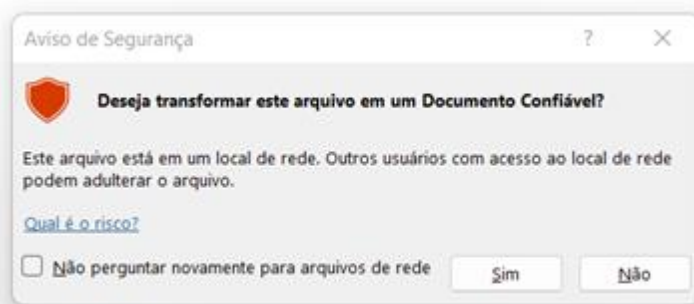 Aviso de Segurança ?
Deseja transformar este arquivo em um Documento Confiável?
Este arquivo está em um local de rede. Outros usuários com acesso ao local de rede
podem adulterar o arquivo.
Qual é o risco?
Não perguntar novamente para arquivos de rede Sim Não